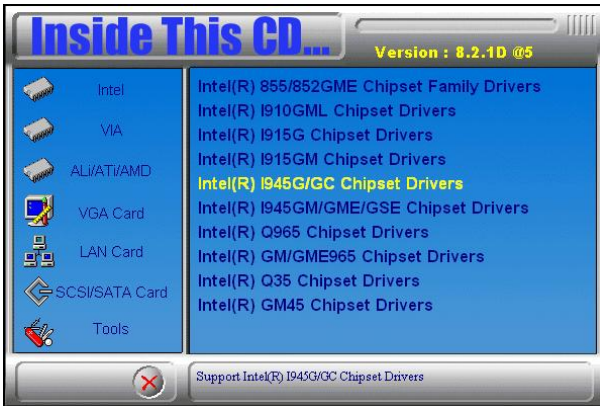 Inside This CD...
Version : 8.2.1D @5
Intel
VIA
ALi/ATi/AMD
VGA Card
LAN Card
SCSI/SATA Card
Tools
Intel(R) 855/852GME Chipset Family Drivers
Intel(R) I910GML Chipset Drivers
Intel(R) I915G Chipset Drivers
Intel(R) I915GM Chipset Drivers
Intel(R) I945G/GC Chipset Drivers
Intel(R) I945GM/GME/GSE Chipset Drivers
Intel(R) Q965 Chipset Drivers
Intel(R) GM/GME965 Chipset Drivers
Intel(R) Q35 Chipset Drivers
Intel(R) GM45 Chipset Drivers
Support Intel(R) I945G/GC Chipset Drivers